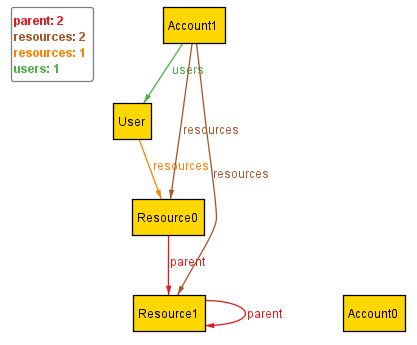 parent: 2
resources: 2
resources: 1
users: 1
Account1
users
User
resources
resources
resources
Resource0
parent
Resource1
parent
Account0